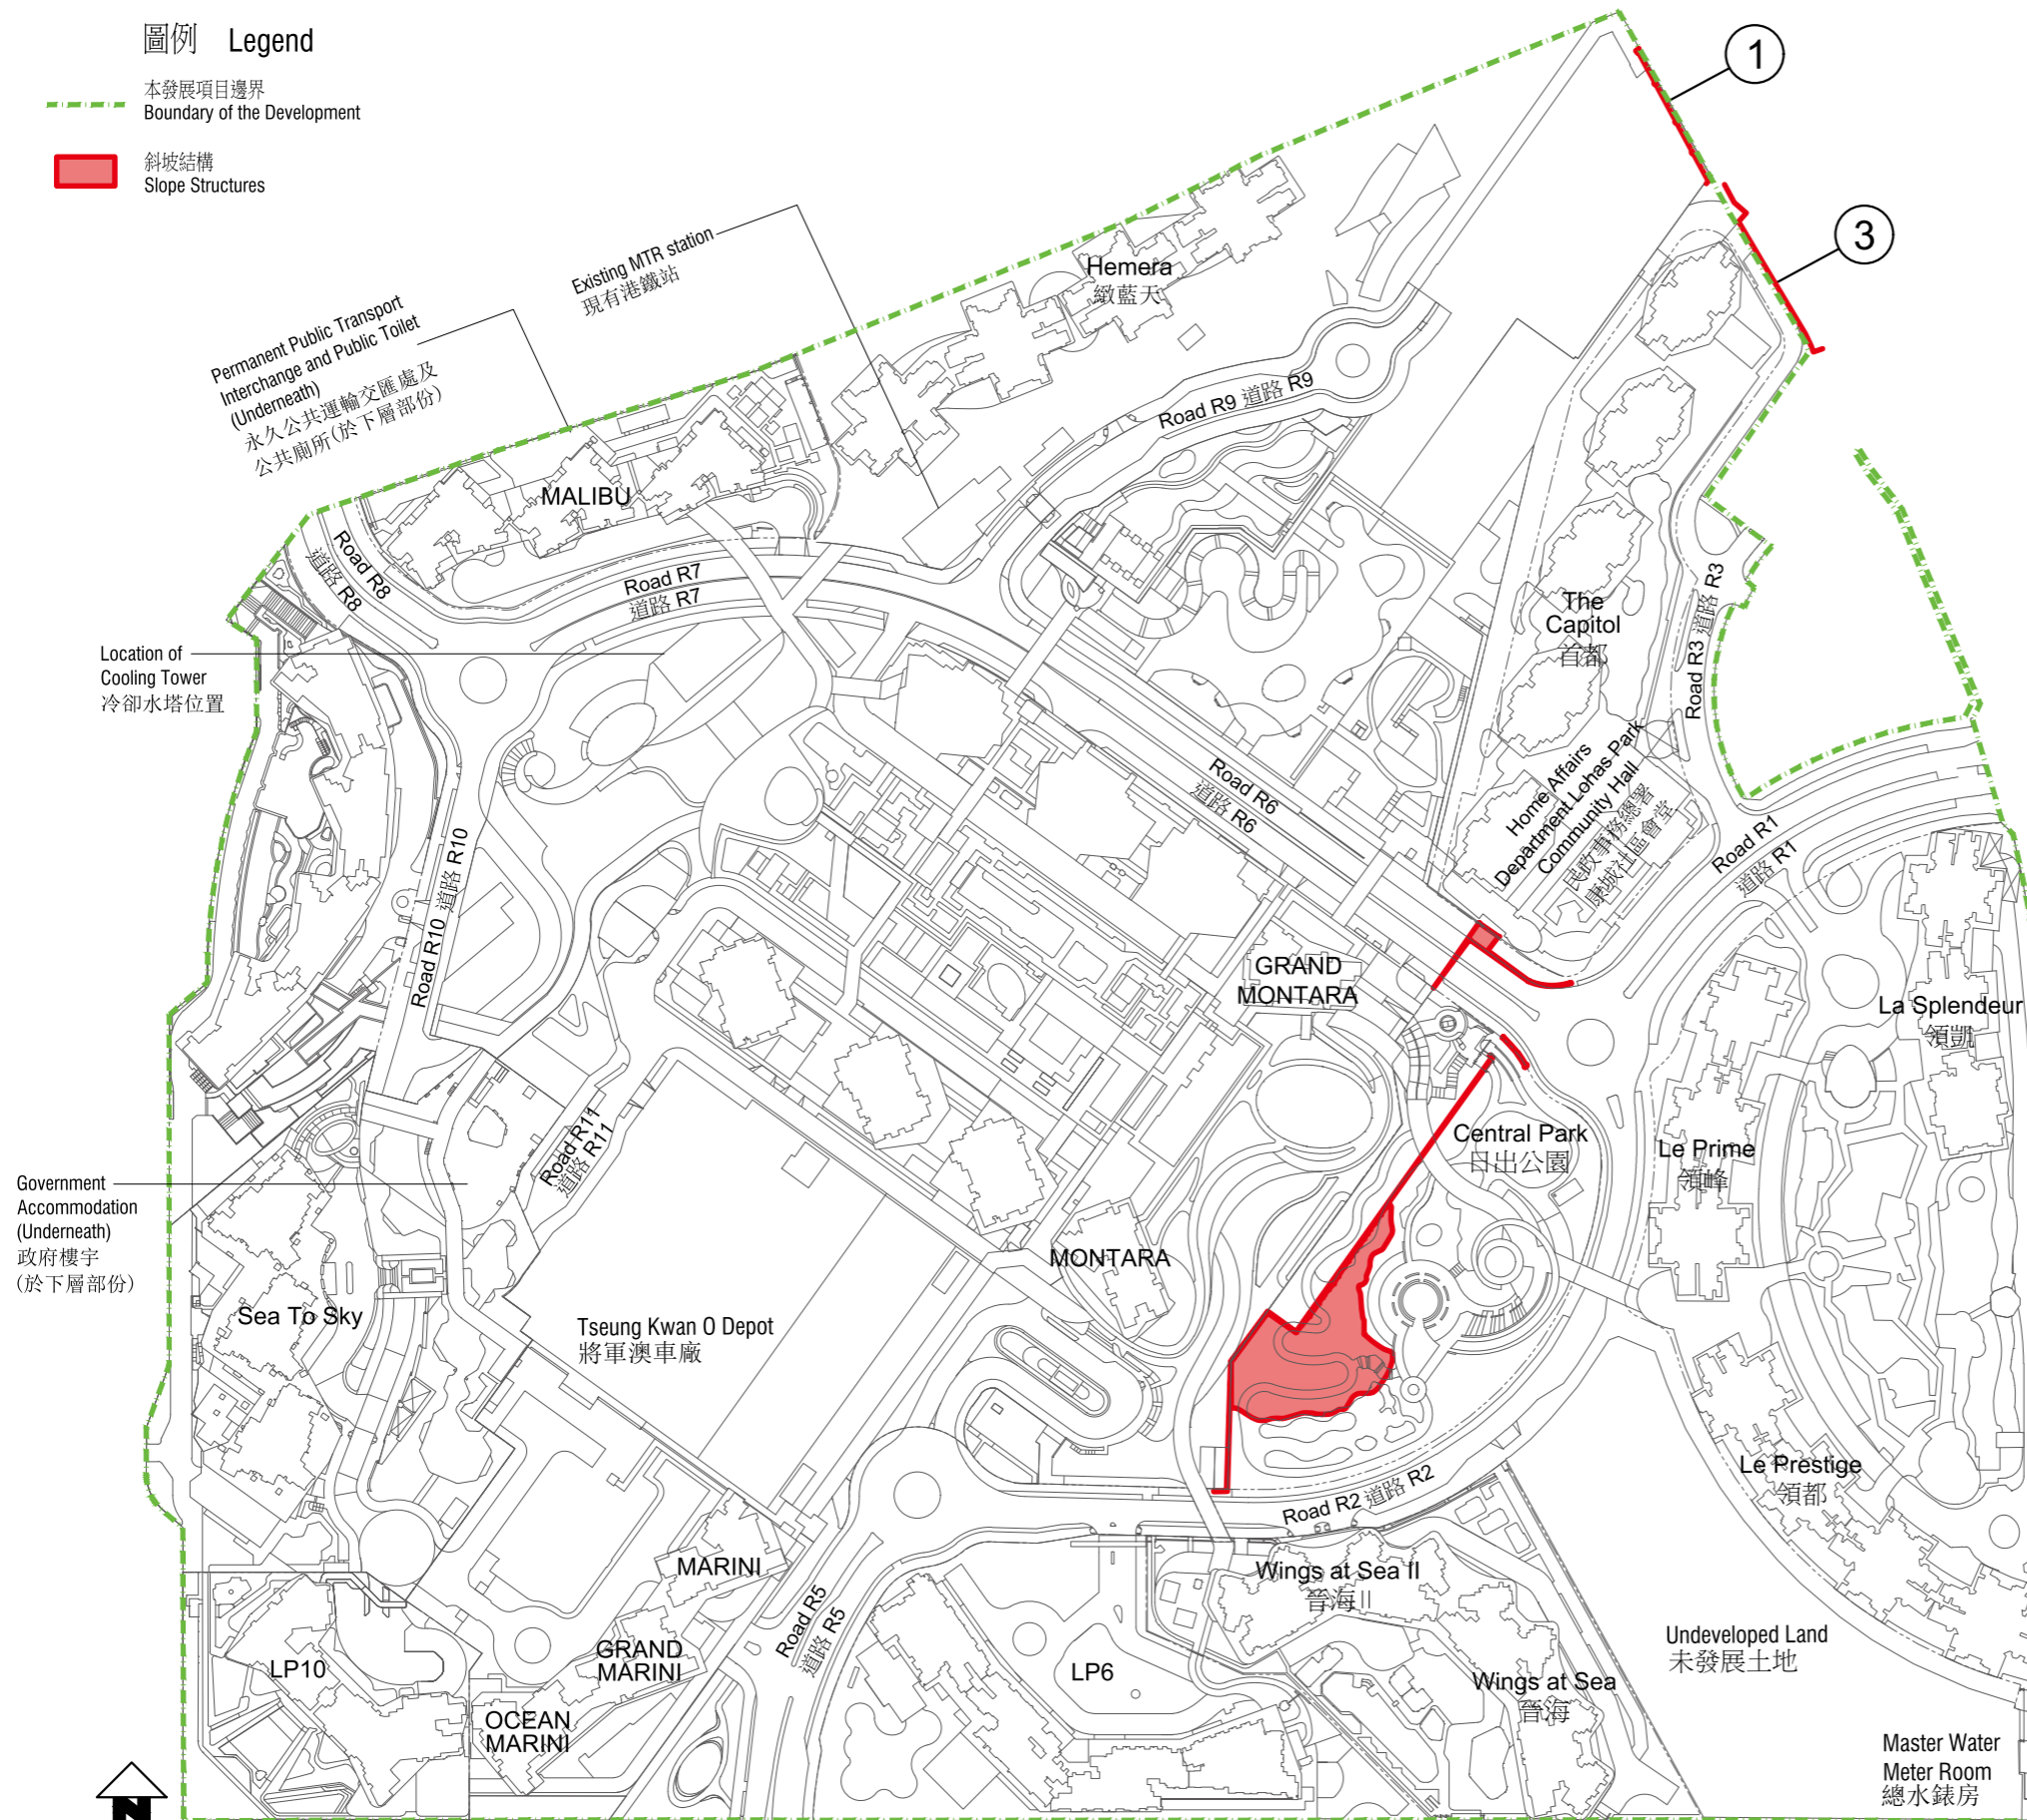 圖例 Legend
本發展項目邊界
Boundary of the Development
斜坡結構
Slope Structures
1
3
Existing MTR station
現有港鐵站
Permanent Public Transport
Interchange and Public Toilet
(Underneath)
永久公共運輸交匯處及
公共廁所(於下層部份)
Hemera
緻藍天
Road R9 道路 R9
MALIBU
Road R8
道路 R8
Road R7
道路 R7
Location of
Cooling Tower
冷卻水塔位置
The
Capitol
首都
Road R3 道路 R3
Road R6
道路 R6
Home Affairs
Department Lohas Park
Community Hall
民政事務總署
康城社區會堂
Road R1
道路 R1
Road R10 道路 R10
GRAND
MONTARA
La Splendeur
領凱
Road R11
道路 R11
Central Park
日出公園
Le Prime
領峰
Government
Accommodation
(Underneath)
政府樓宇
(於下層部份)
MONTARA
Sea To Sky
Tseung Kwan O Depot
將軍澳車廠
Le Prestige
領都
Road R2 道路 R2
MARINI
Wings at Sea II
晉海II
Road R5
道路 R5
GRAND
MARINI
LP10
LP6
Undeveloped Land
未發展土地
Wings at Sea
晉海
OCEAN
MARINI
Master Water
Meter Room
總水錶房
N